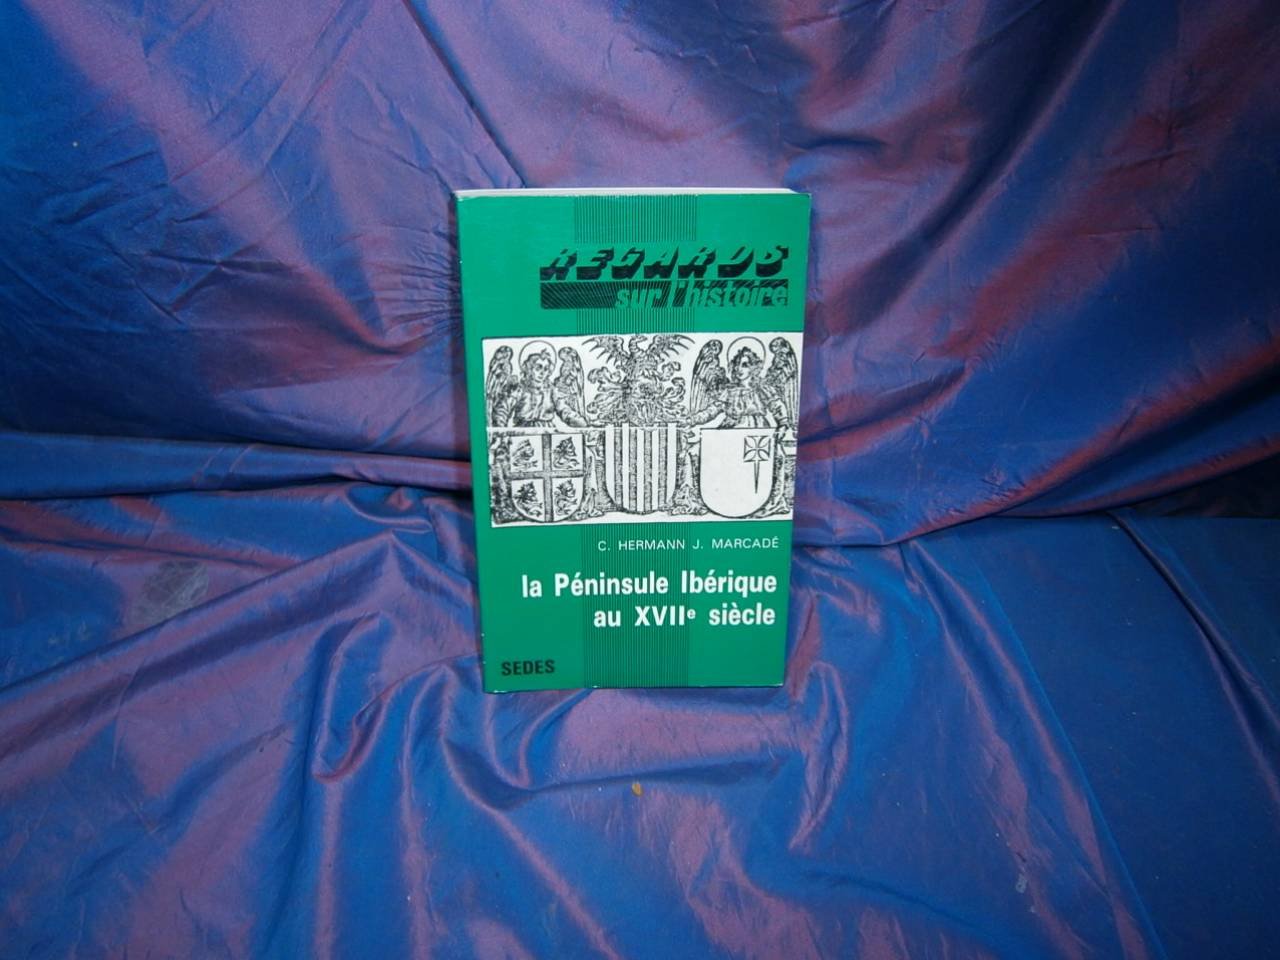 REGARDS
sur l'histoire
C. HERMANN J. MARCADÉ
la Péninsule Ibérique
au XVIIe siècle
SEDES